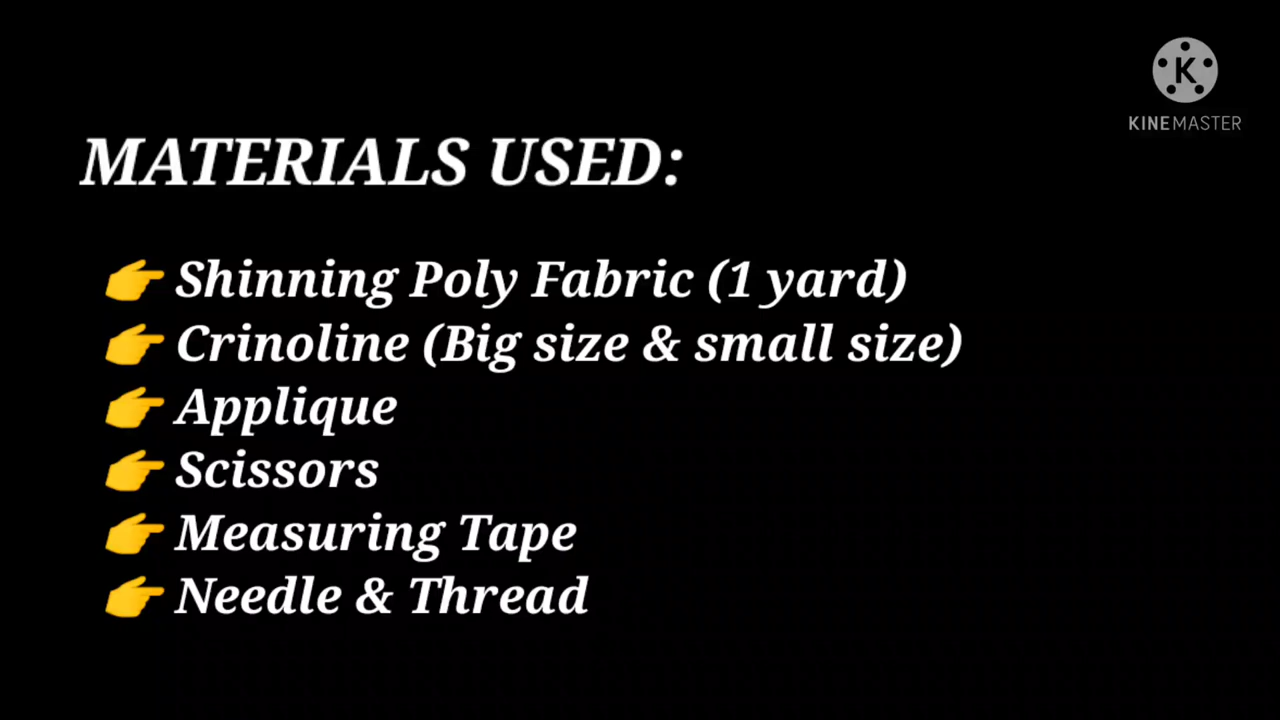 KINEMASTER
MATERIALS USED:
👉 Shinning Poly Fabric (1 yard)
👉 Crinoline (Big size & small size)
👉 Applique
👉 Scissors
👉 Measuring Tape
👉 Needle & Thread